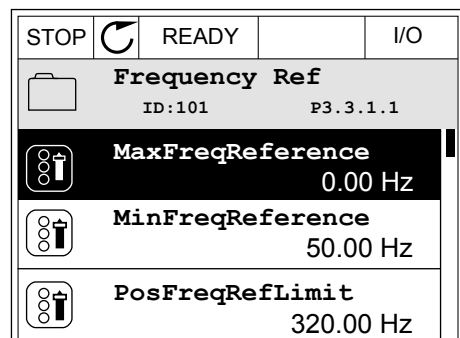 STOP READY I/O
Frequency Ref
ID:101 P3.3.1.1
MaxFreqReference
0.00 Hz
MinFreqReference
50.00 Hz
PosFreqRefLimit
320.00 Hz